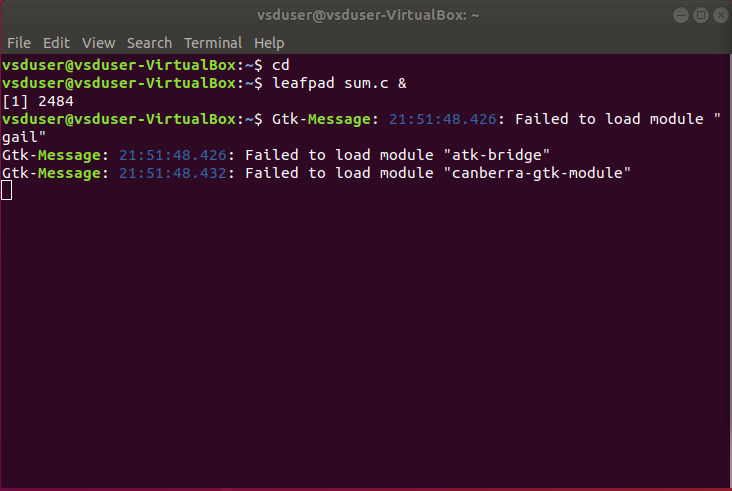 vsduser@vsduser-VirtualBox: ~
File Edit View Search Terminal Help
vsduser@vsduser-VirtualBox:~$ cd
vsduser@vsduser-VirtualBox:~$ leafpad sum.c &
[1] 2484
vsduser@vsduser-VirtualBox:~$ Gtk-Message: 21:51:48.426: Failed to load module "
gail"
Gtk-Message: 21:51:48.426: Failed to load module "atk-bridge"
Gtk-Message: 21:51:48.432: Failed to load module "canberra-gtk-module"